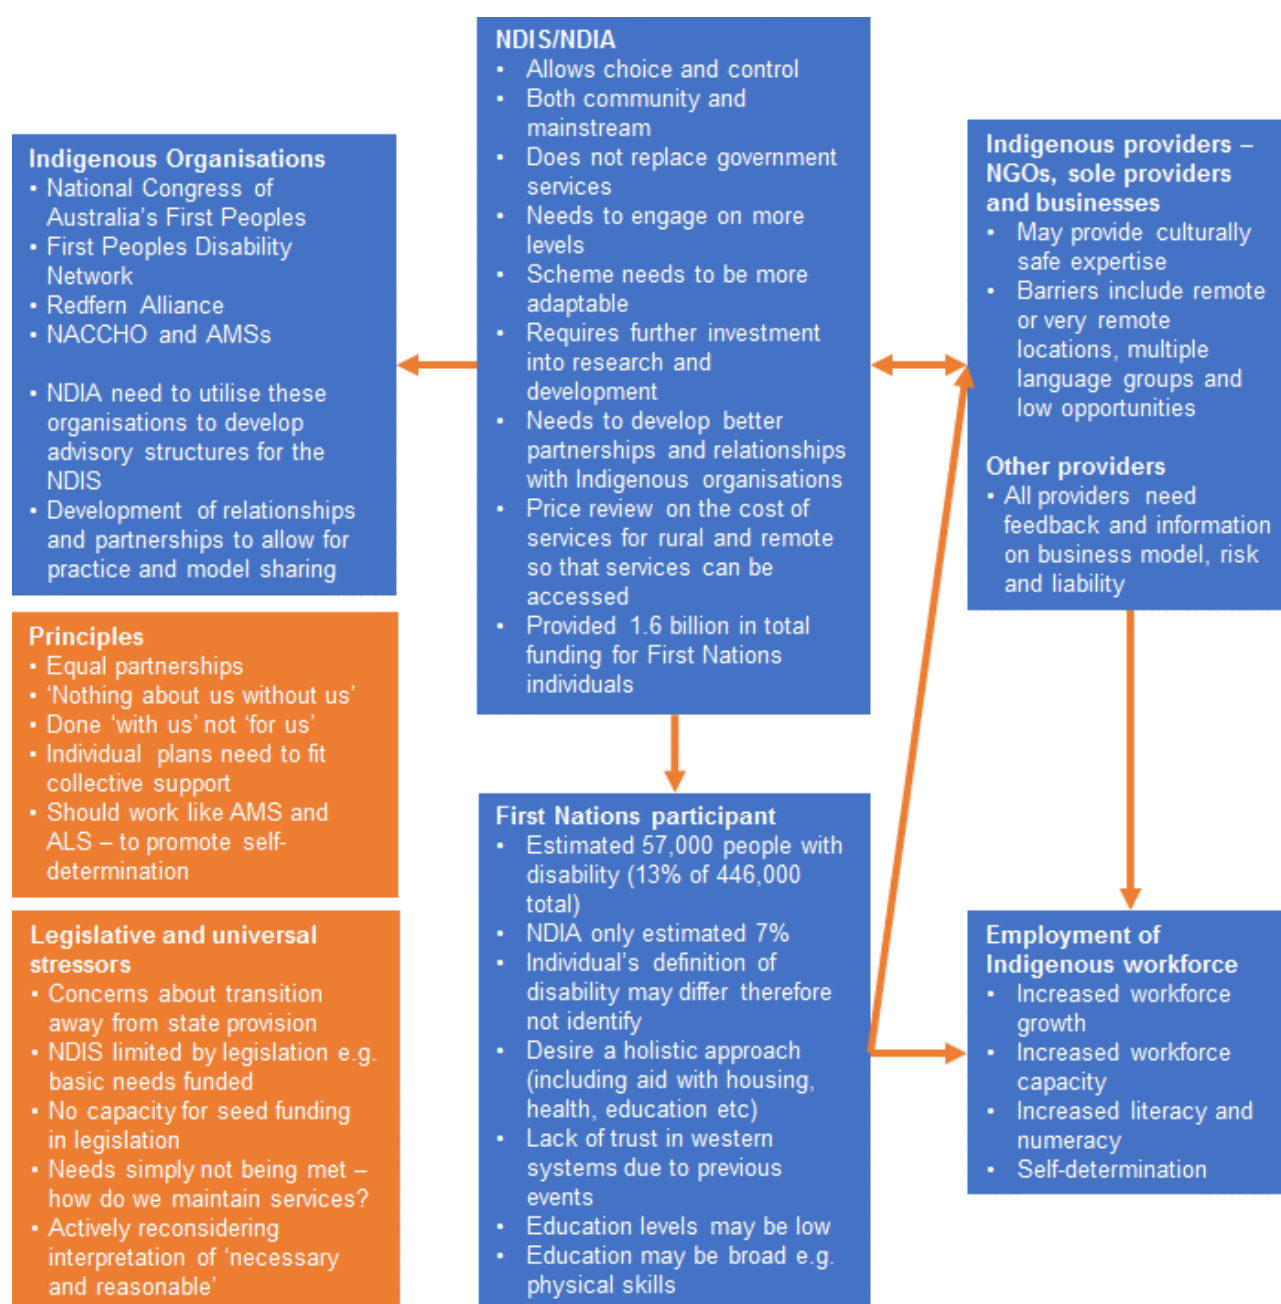 NDIS/NDIA
• Allows choice and control
• Both community and
mainstream
• Does not replace government
services
• Needs to engage on more
levels
• Scheme needs to be more
adaptable
• Requires further investment
into research and
development
• Needs to develop better
partnerships and relationships
with Indigenous organisations
• Price review on the cost of
services for rural and remote
so that services can be
accessed
• Provided 1.6 billion in total
funding for First Nations
individuals
Indigenous Organisations
• National Congress of
Australia's First Peoples
• First Peoples Disability
Network
• Redfern Alliance
• NACCHO and AMSs
• NDIA need to utilise these
organisations to develop
advisory structures for the
NDIS
• Development of relationships
and partnerships to allow for
practice and model sharing
Indigenous providers –
NGOs, sole providers
and businesses
• May provide culturally
safe expertise
• Barriers include remote
or very remote
locations, multiple
language groups and
low opportunities
Other providers
• All providers need
feedback and information
on business model, risk
and liability
Principles
• Equal partnerships
• ‘Nothing about us without us’
• Done ‘with us’ not ‘for us’
• Individual plans need to fit
collective support
• Should work like AMS and
ALS – to promote self-
determination
First Nations participant
• Estimated 57,000 people with
disability (13% of 446,000
total)
• NDIA only estimated 7%
• Individual's definition of
disability may differ therefore
not identify
• Desire a holistic approach
(including aid with housing,
health, education etc)
• Lack of trust in western
systems due to previous
events
• Education levels may be low
• Education may be broad e.g.
physical skills
Legislative and universal
stressors
• Concerns about transition
away from state provision
• NDIS limited by legislation e.g.
basic needs funded
• No capacity for seed funding
in legislation
• Needs simply not being met –
how do we maintain services?
• Actively reconsidering
interpretation of ‘necessary
and reasonable’
Employment of
Indigenous workforce
• Increased workforce
growth
• Increased workforce
capacity
• Increased literacy and
numeracy
• Self-determination